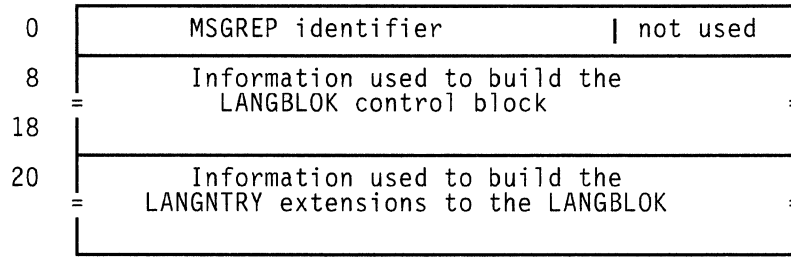 0 MSGREP identifier | not used
8 Information used to build the
= LANGBLOK control block =
18
20 Information used to build the
= LANGNTRY extensions to the LANGBLOK =